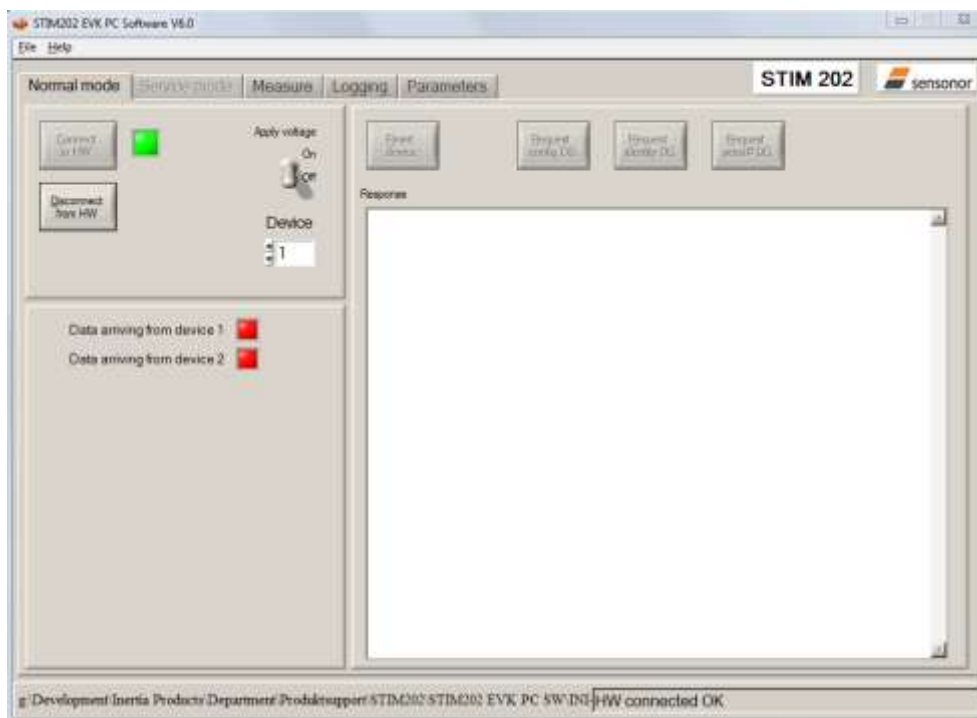 STIM202 EVK PC Software V6.0
File Help
Normal mode Service mode Measure Logging Parameters
STIM 202
sensonor
Connect
to HW
Apply voltage
On
Off
Disconnect
from HW
Device
1
Reset
device
Request
config DG
Request
identity DG
Request
serial# DG
Response
Data arriving from device 1
Data arriving from device 2
g:\Development\Inertia Products\Department\Produktsupport\STIM202\STIM202 EVK PC SW\INI-
HW connected OK